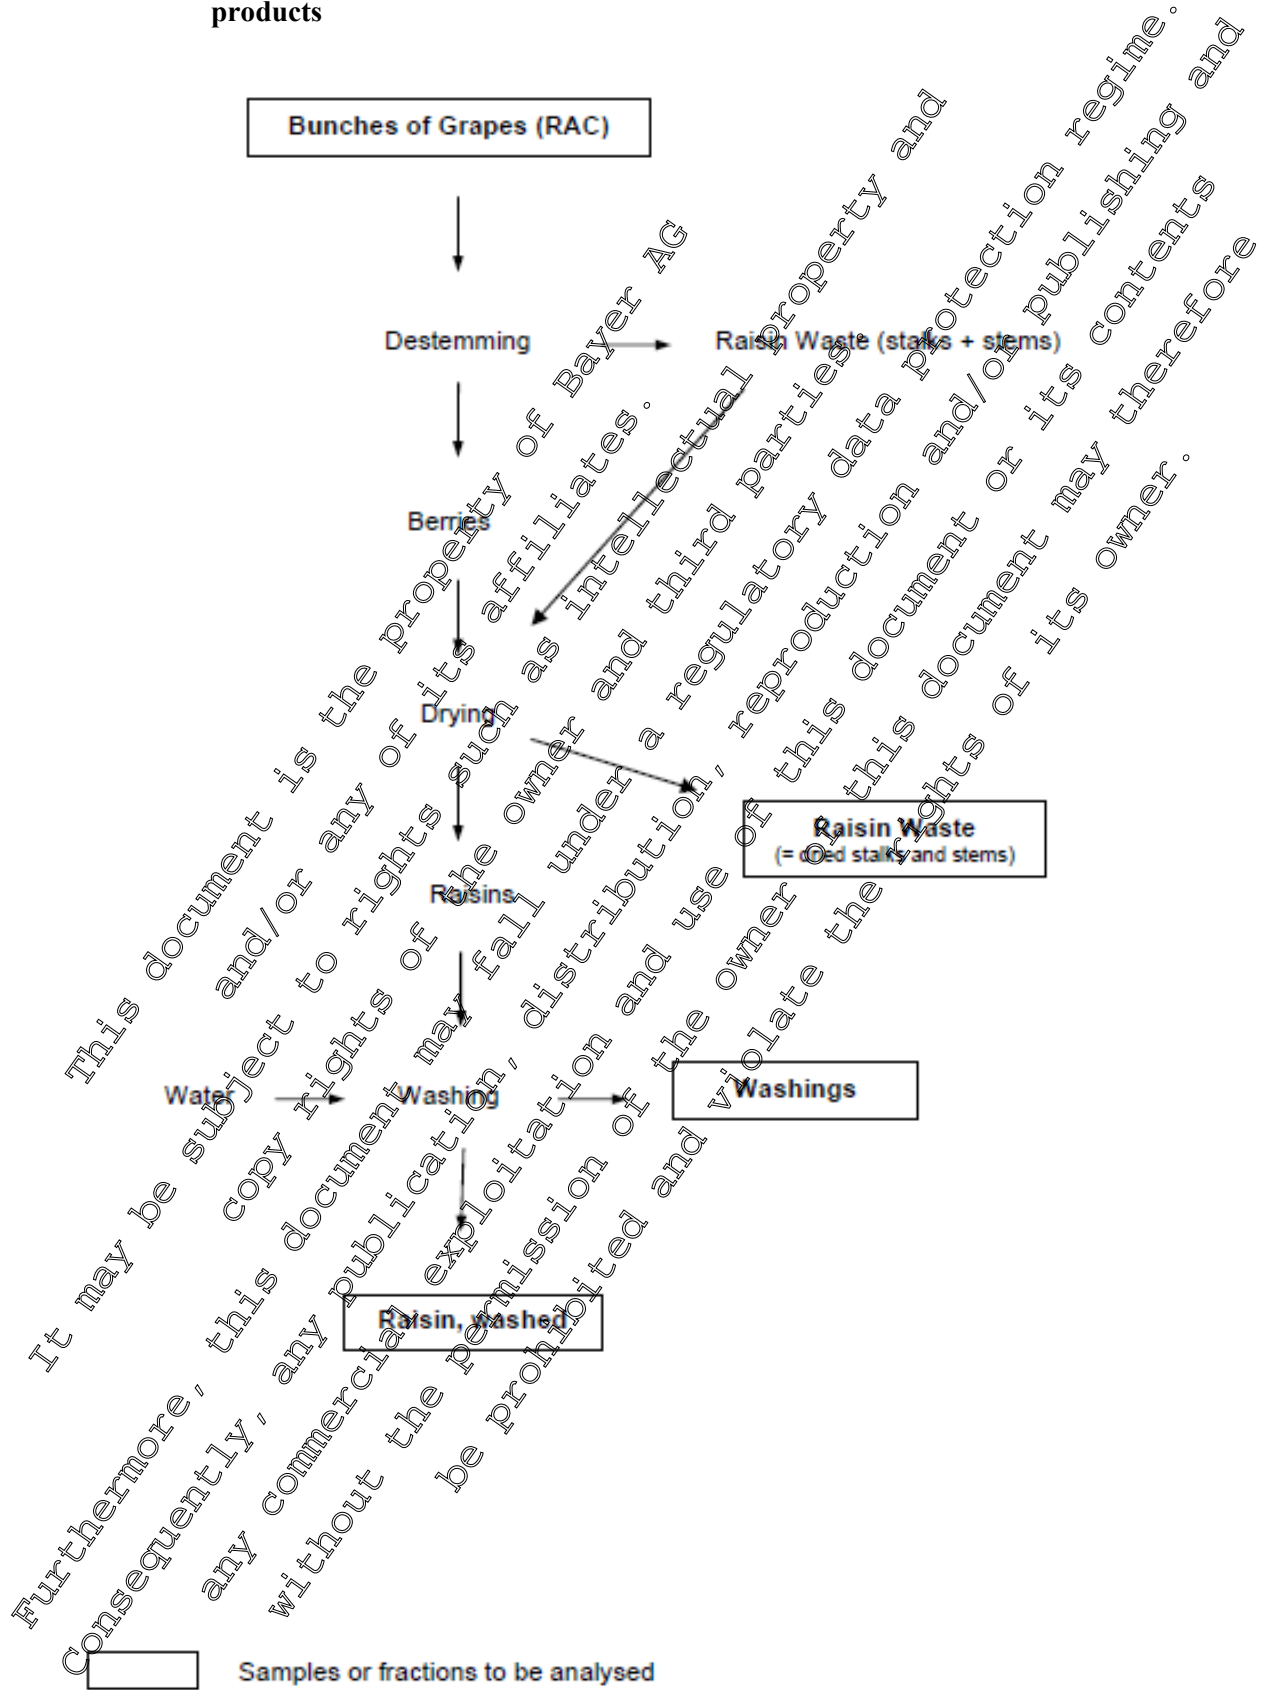 products
Bunches of Grapes (RAC)
Destemming
Raisin Waste (stalks + stems)
Berries
Drying
Raisin Waste
(= dried stalks and stems)
Raisins
Water
Washing
Washings
Raisin, washed
Samples or fractions to be analysed
This document is the property of Bayer AG
and/or any of its affiliates.
It may be subject to rights such as intellectual property and
copy rights of the owner and third parties.
Furthermore, this document may fall under a regulatory data protection regime.
Consequently, any publication, distribution, reproduction and/or publishing and
any commercial exploitation and use of this document or its contents
without the permission of the owner of this document may therefore
be prohibited and violate the rights of its owner.